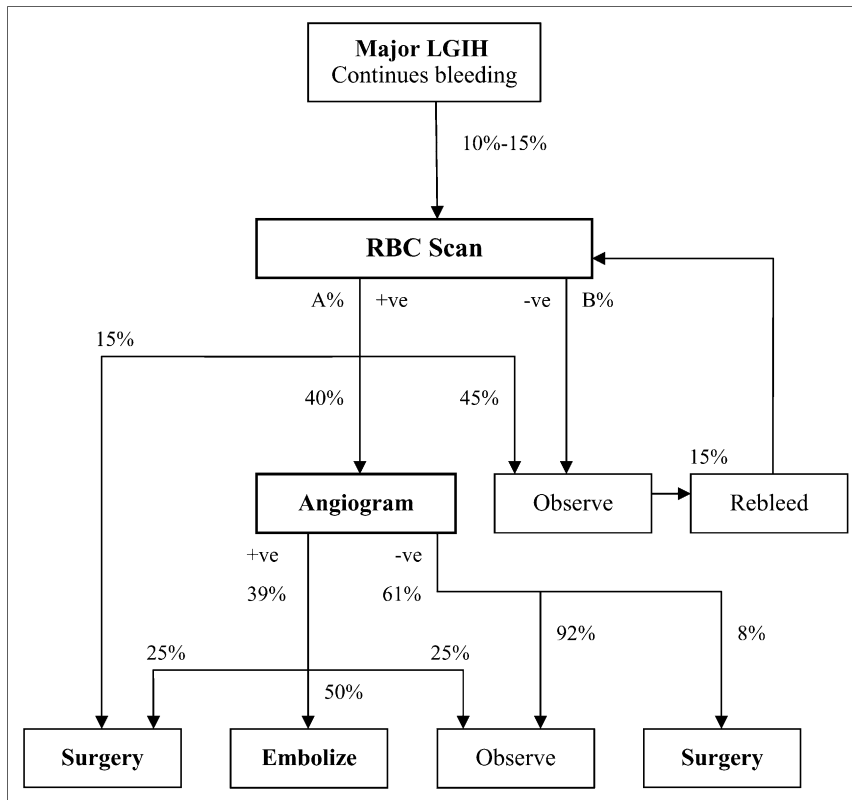 Major LGIH
Continues bleeding
10%-15%
RBC Scan
A% +ve -ve B%
15%
40% 45%
15%
Angiogram Observe Rebleed
+ve -ve
39% 61%
92% 8%
25% 25%
50%
Surgery Embolize Observe Surgery